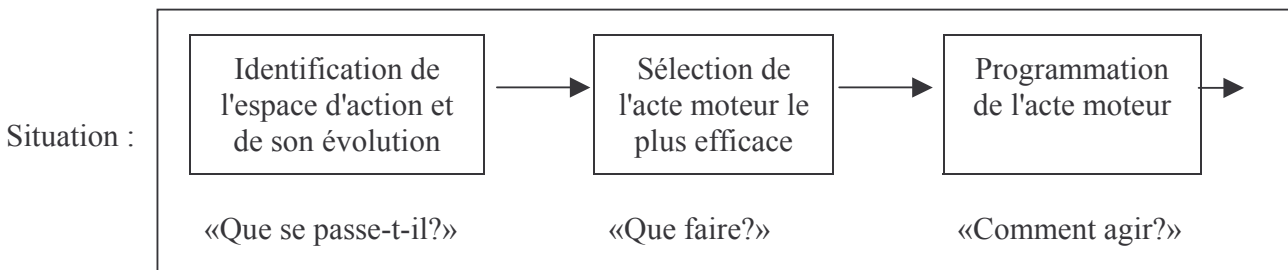 Situation :
Identification de
l'espace d'action et
de son évolution
«Que se passe-t-il?»
Sélection de
l'acte moteur le
plus efficace
«Que faire?»
Programmation
de l'acte moteur
«Comment agir?»